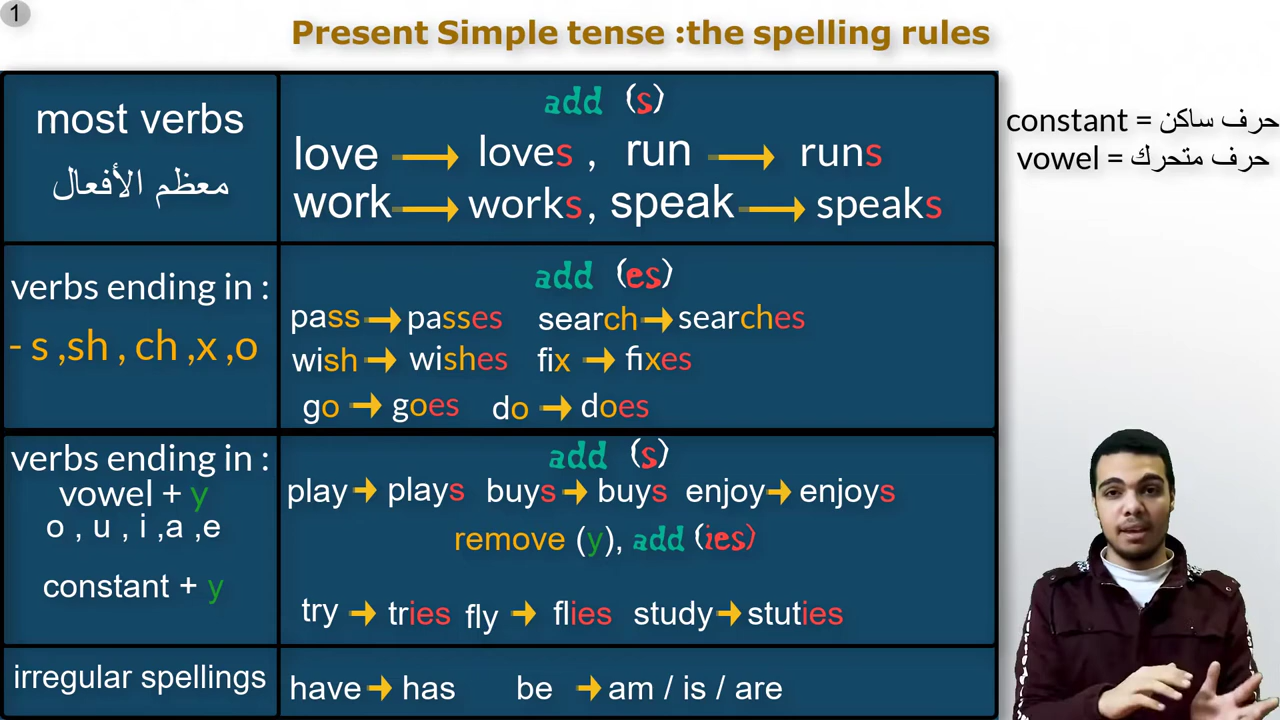 1
Present Simple tense :the spelling rules
most verbs
معظم الأفعال
add (s)
love → loves , run → runs
work → works , speak → speaks
verbs ending in :
- s ,sh , ch ,x ,o
add (es)
pass → passes search → searches
wish → wishes fix → fixes
go → goes do → does
verbs ending in :
vowel + y
o , u , i ,a ,e
constant + y
add (s)
play → plays buys → buys enjoy → enjoys
remove (y), add (ies)
try → tries fly → flies study → stuties
irregular spellings
have → has be → am / is / are
constant = حرف ساكن
vowel = حرف متحرك